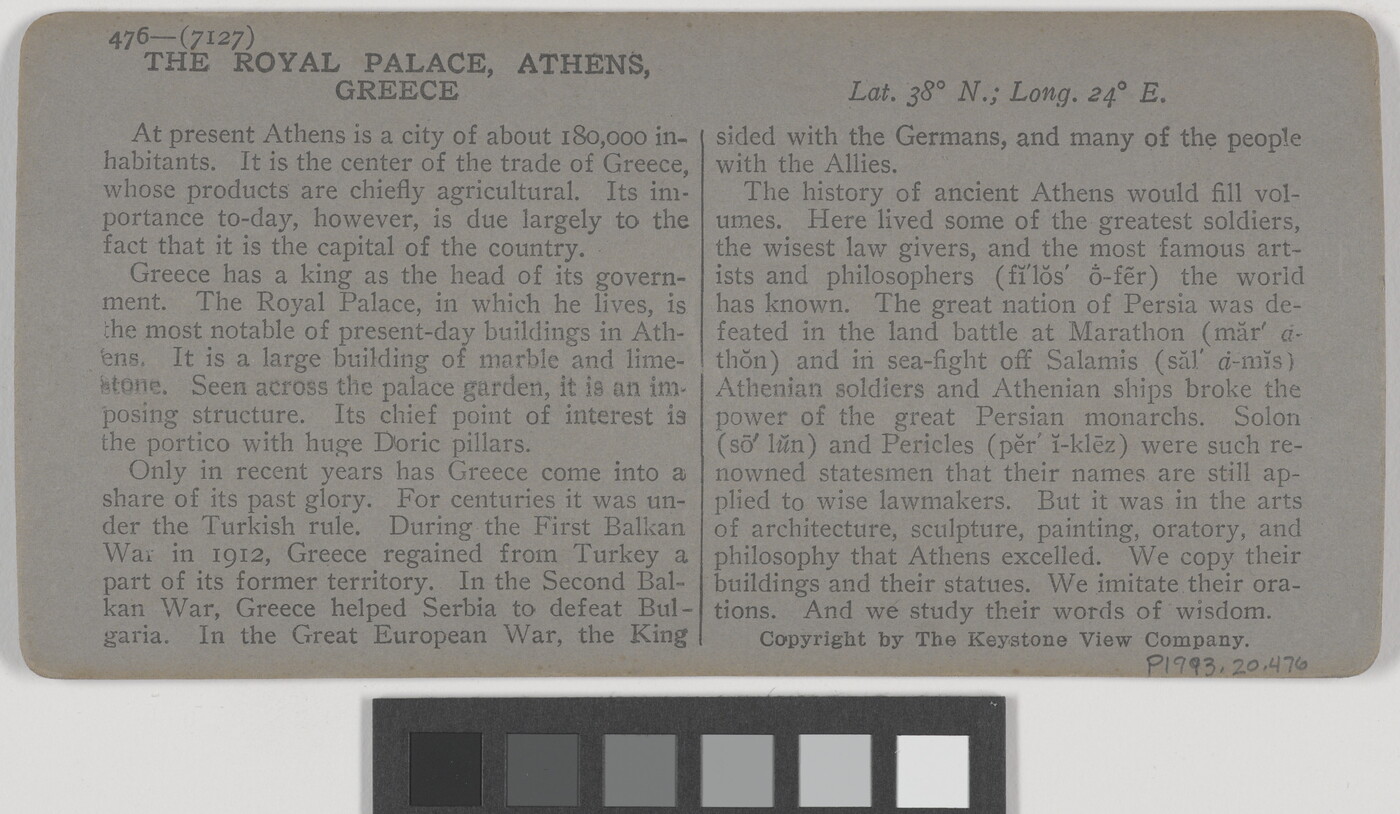 476—(7127)
THE ROYAL PALACE, ATHENS,
GREECE
Lat. 38° N.; Long. 24° E.
At present Athens is a city of about 180,000 in-
habitants. It is the center of the trade of Greece,
whose products are chiefly agricultural. Its im-
portance to-day, however, is due largely to the
fact that it is the capital of the country.
Greece has a king as the head of its govern-
ment. The Royal Palace, in which he lives, is
the most notable of present-day buildings in Ath-
ens. It is a large building of marble and lime-
stone. Seen across the palace garden, it is an im-
posing structure. Its chief point of interest is
the portico with huge Doric pillars.
Only in recent years has Greece come into a
share of its past glory. For centuries it was un-
der the Turkish rule. During the First Balkan
War in 1912, Greece regained from Turkey a
part of its former territory. In the Second Bal-
kan War, Greece helped Serbia to defeat Bul-
garia. In the Great European War, the King
sided with the Germans, and many of the people
with the Allies.
The history of ancient Athens would fill vol-
umes. Here lived some of the greatest soldiers,
the wisest law givers, and the most famous art-
ists and philosophers (fĭ′lŏs′ ȯ-fẽr) the world
has known. The great nation of Persia was de-
feated in the land battle at Marathon (măr′ ȧ-
thŏn) and in sea-fight off Salamis (săl′ ȧ-mĭs)
Athenian soldiers and Athenian ships broke the
power of the great Persian monarchs. Solon
(sō′ lŭn) and Pericles (pĕr′ ĭ-klēz) were such re-
nowned statesmen that their names are still ap-
plied to wise lawmakers. But it was in the arts
of architecture, sculpture, painting, oratory, and
philosophy that Athens excelled. We copy their
buildings and their statues. We imitate their ora-
tions. And we study their words of wisdom.
Copyright by The Keystone View Company.
P1993.20.476